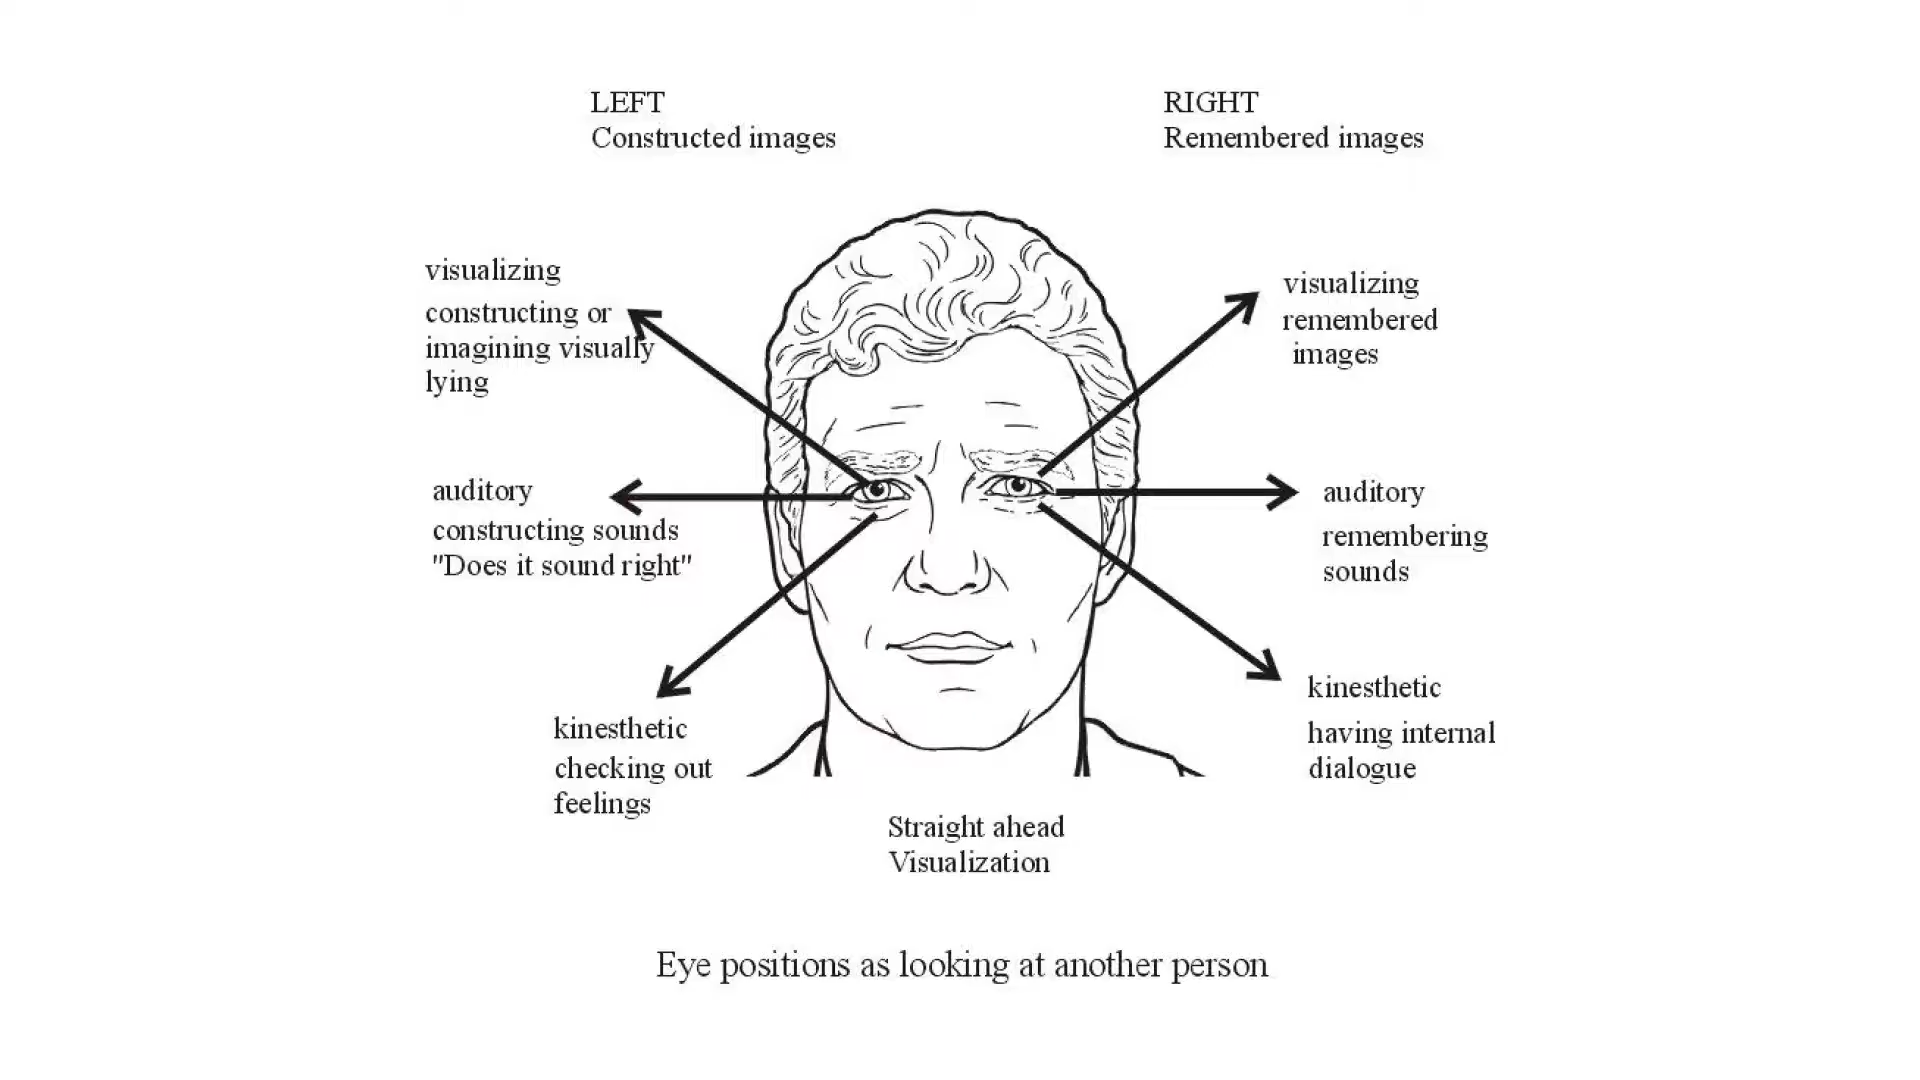 LEFT
Constructed images
RIGHT
Remembered images
visualizing
constructing or
imagining visually
lying
visualizing
remembered
images
auditory
constructing sounds
"Does it sound right"
auditory
remembering
sounds
kinesthetic
checking out
feelings
kinesthetic
having internal
dialogue
Straight ahead
Visualization
Eye positions as looking at another person